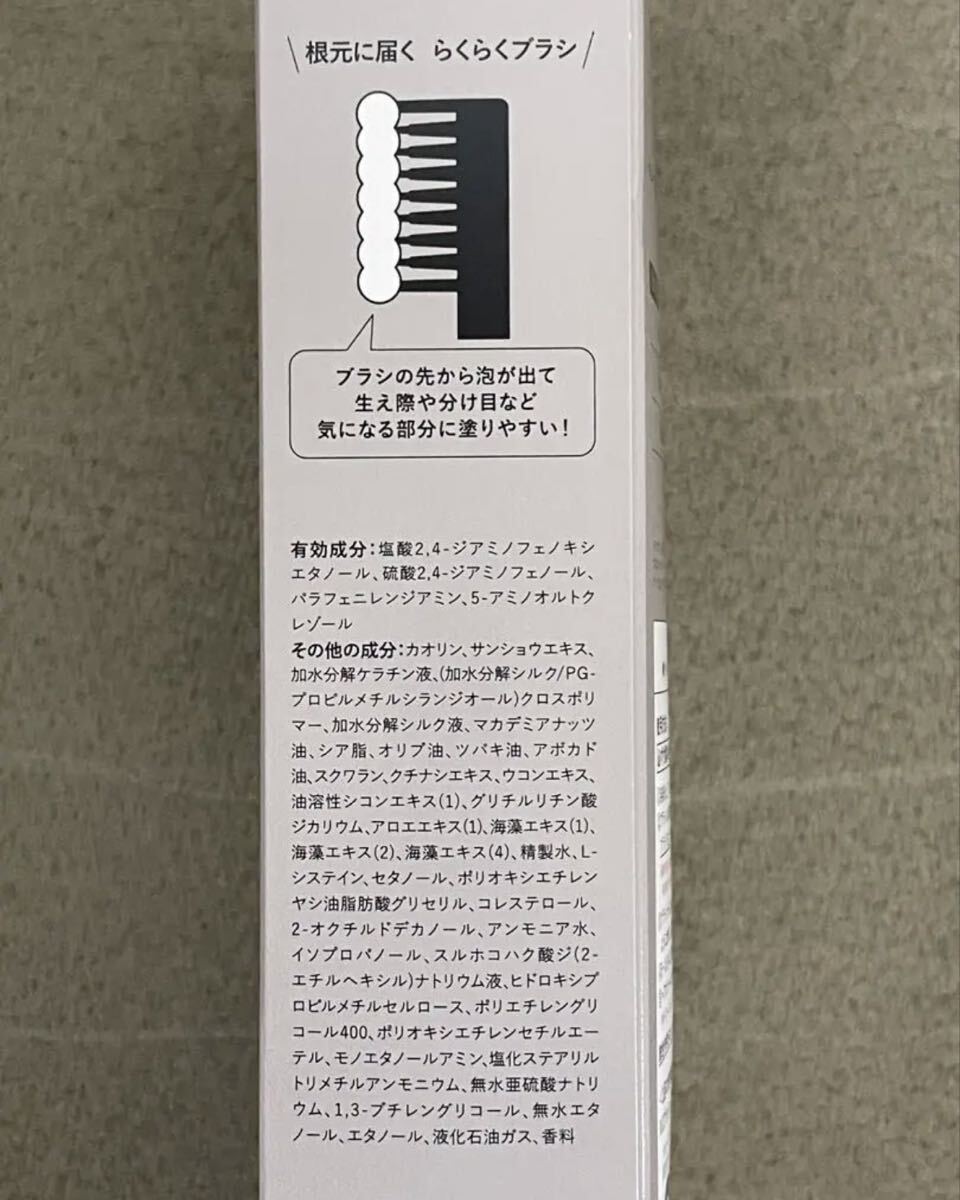 根元に届く らくらくブラシ
ブラシの先から泡が出て
生え際や分け目など
気になる部分に塗りやすい！
有効成分：塩酸2,4-ジアミノフェノキシ
エタノール、硫酸2,4-ジアミノフェノール、
パラフェニレンジアミン、5-アミノオルトク
レゾール
その他の成分：カオリン、サンショウエキス、
加水分解ケラチン液、(加水分解シルク/PG-
プロピルメチルシランジオール)クロスポリ
マー、加水分解シルク液、マカデミアナッツ
油、シア脂、オリブ油、ツバキ油、アボカド
油、スクワラン、クチナシエキス、ウコンエキス、
油溶性シコンエキス(1)、グリチルリチン酸
ジカリウム、アロエエキス(1)、海藻エキス(1)、
海藻エキス(2)、海藻エキス(4)、精製水、L-
システイン、セタノール、ポリオキシエチレン
ヤシ油脂肪酸グリセリル、コレステロール、
2-オクチルドデカノール、アンモニア水、
イソプロパノール、スルホコハク酸ジ(2-
エチルヘキシル)ナトリウム液、ヒドロキシプ
ロピルメチルセルロース、ポリエチレングリ
コール400、ポリオキシエチレンセチルエー
テル、モノエタノールアミン、塩化ステアリル
トリメチルアンモニウム、無水亜硫酸ナトリ
ウム、1,3-ブチレングリコール、無水エタ
ノール、エタノール、液化石油ガス、香料